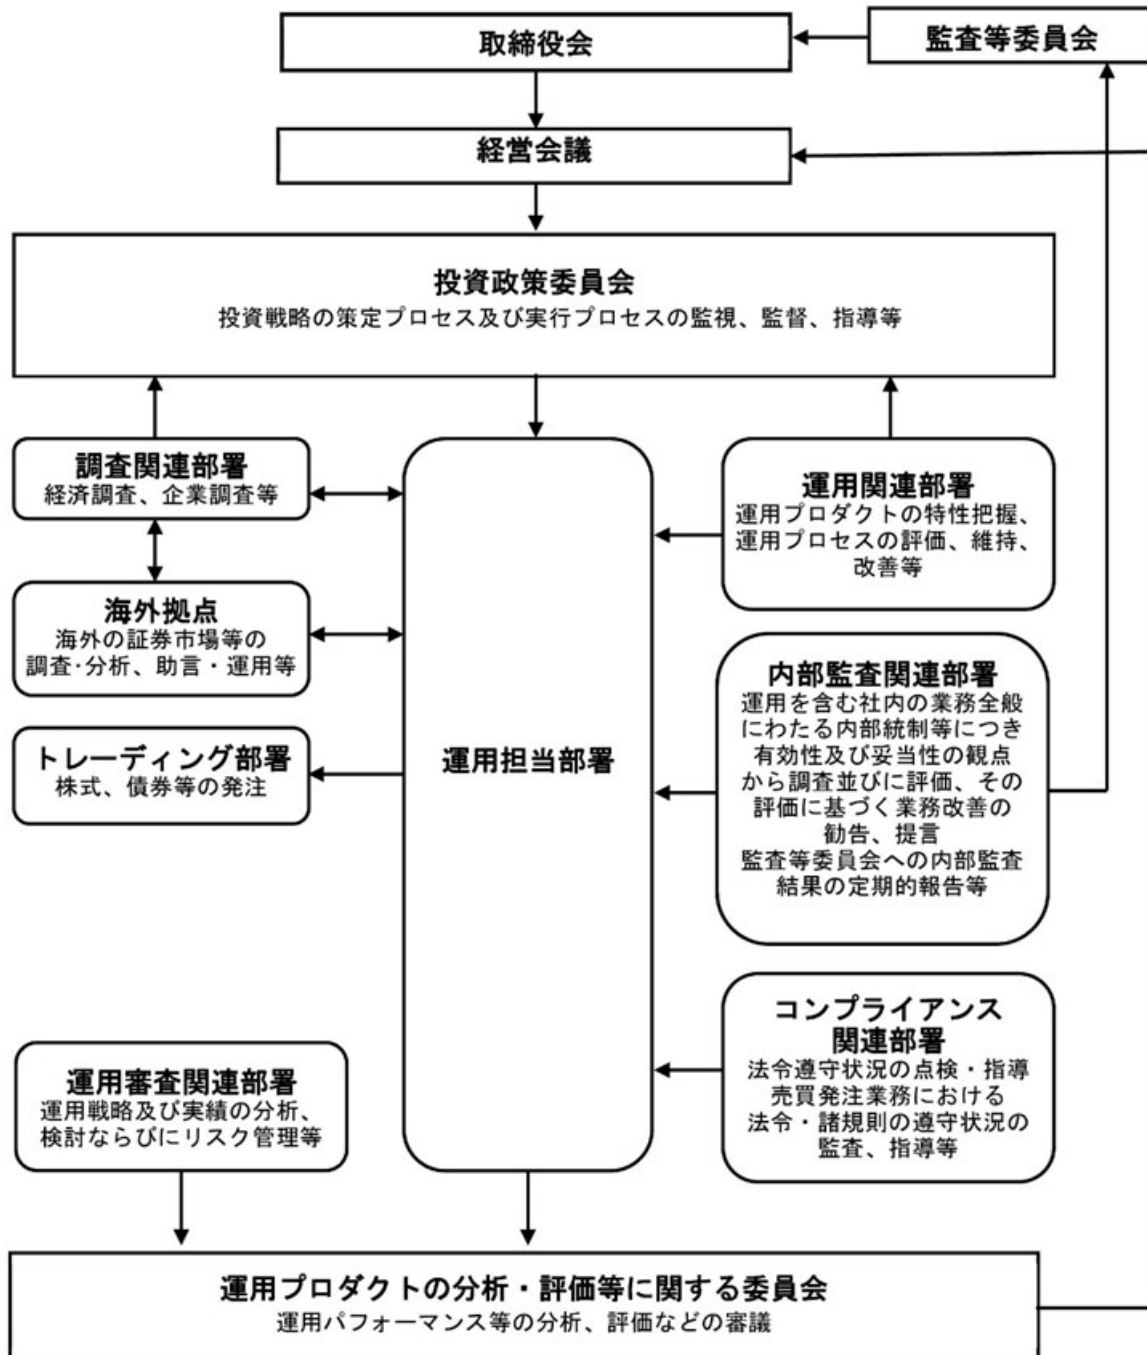 取締役会
監査等委員会
経営会議
投資政策委員会
投資戦略の策定プロセス及び実行プロセスの監視、監督、指導等
調査関連部署
経済調査、企業調査等
海外拠点
海外の証券市場等の
調査･分析、助言・運用等
トレーディング部署
株式、債券等の発注
運用担当部署
運用関連部署
運用プロダクトの特性把握、
運用プロセスの評価、維持、
改善等
内部監査関連部署
運用を含む社内の業務全般
にわたる内部統制等につき
有効性及び妥当性の観点
から調査並びに評価、その
評価に基づく業務改善の
勧告、提言
監査等委員会への内部監査
結果の定期的報告等
コンプライアンス
関連部署
法令遵守状況の点検・指導
売買発注業務における
法令・諸規則の遵守状況の
監査、指導等
運用審査関連部署
運用戦略及び実績の分析、
検討ならびにリスク管理等
運用プロダクトの分析・評価等に関する委員会
運用パフォーマンス等の分析、評価などの審議